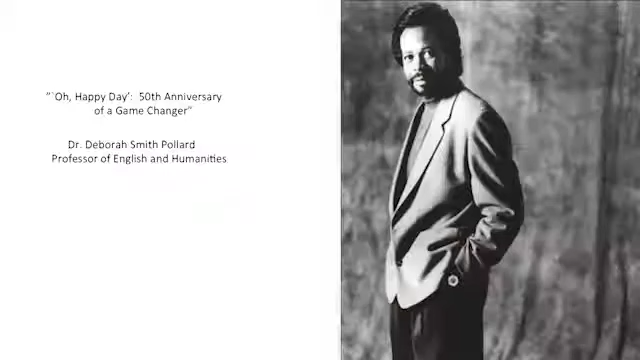 "`Oh, Happy Day': 50th Anniversary
of a Game Changer"
Dr. Deborah Smith Pollard
Professor of English and Humanities